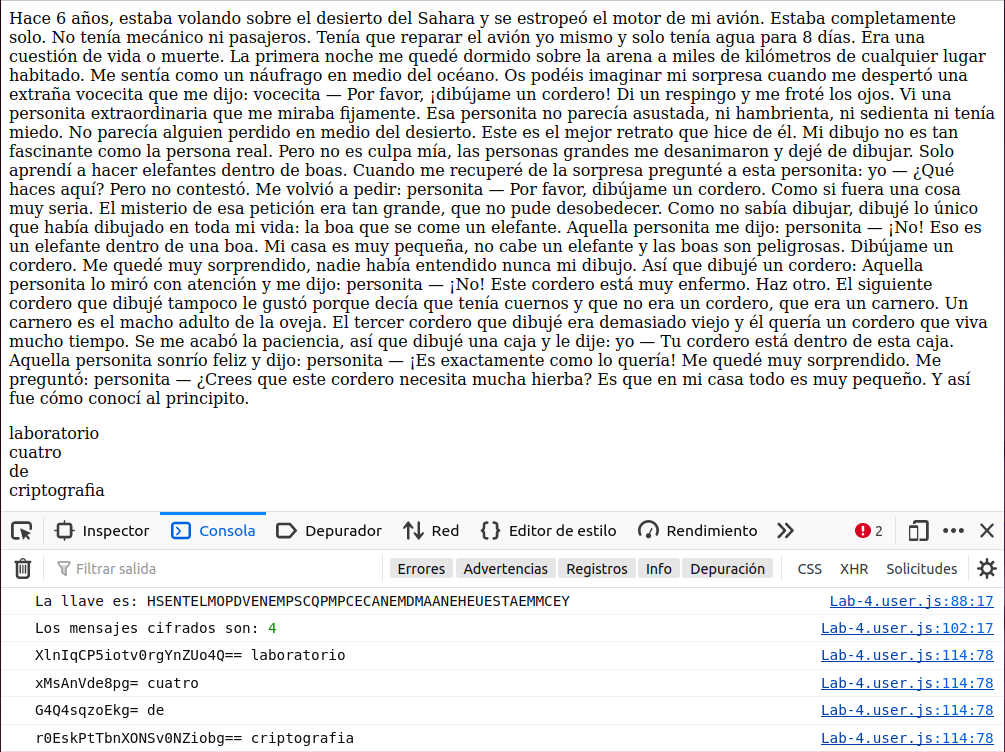 Hace 6 años, estaba volando sobre el desierto del Sahara y se estropeó el motor de mi avión. Estaba completamente
solo. No tenía mecánico ni pasajeros. Tenía que reparar el avión yo mismo y solo tenía agua para 8 días. Era una
cuestión de vida o muerte. La primera noche me quedé dormido sobre la arena a miles de kilómetros de cualquier lugar
habitado. Me sentía como un náufrago en medio del océano. Os podéis imaginar mi sorpresa cuando me despertó una
extraña vocecita que me dijo: vocecita — Por favor, ¡dibújame un cordero! Di un respingo y me froté los ojos. Vi una
personita extraordinaria que me miraba fijamente. Esa personita no parecía asustada, ni hambrienta, ni sedienta ni tenía
miedo. No parecía alguien perdido en medio del desierto. Este es el mejor retrato que hice de él. Mi dibujo no es tan
fascinante como la persona real. Pero no es culpa mía, las personas grandes me desanimaron y dejé de dibujar. Solo
aprendí a hacer elefantes dentro de boas. Cuando me recuperé de la sorpresa pregunté a esta personita: yo — ¿Qué
haces aquí? Pero no contestó. Me volvió a pedir: personita — Por favor, dibújame un cordero. Como si fuera una cosa
muy seria. El misterio de esa petición era tan grande, que no pude desobedecer. Como no sabía dibujar, dibujé lo único
que había dibujado en toda mi vida: la boa que se come un elefante. Aquella personita me dijo: personita — ¡No! Eso es
un elefante dentro de una boa. Mi casa es muy pequeña, no cabe un elefante y las boas son peligrosas. Dibújame un
cordero. Me quedé muy sorprendido, nadie había entendido nunca mi dibujo. Así que dibujé un cordero: Aquella
personita lo miró con atención y me dijo: personita — ¡No! Este cordero está muy enfermo. Haz otro. El siguiente
cordero que dibujé tampoco le gustó porque decía que tenía cuernos y que no era un cordero, que era un carnero. Un
carnero es el macho adulto de la oveja. El tercer cordero que dibujé era demasiado viejo y él quería un cordero que viva
mucho tiempo. Se me acabó la paciencia, así que dibujé una caja y le dije: yo — Tu cordero está dentro de esta caja.
Aquella personita sonrío feliz y dijo: personita — ¡Es exactamente como lo quería! Me quedé muy sorprendido. Me
preguntó: personita — ¿Crees que este cordero necesita mucha hierba? Es que en mi casa todo es muy pequeño. Y así
fue cómo conocí al principito.
laboratorio
cuatro
de
criptografia
Inspector Consola Depurador Red Editor de estilo Rendimiento 2
Filtrar salida Errores Advertencias Registros Info Depuración CSS XHR Solicitudes
La llave es: HSENTELMOPDVENEMPSCQPMPCECANEMDMAANEHEUESTAEMMCEY Lab-4.user.js:88:17
Los mensajes cifrados son: 4 Lab-4.user.js:102:17
XlnIqCP5iotv0rgYnZUo4Q== laboratorio Lab-4.user.js:114:78
xMsAnVde8pg= cuatro Lab-4.user.js:114:78
G4Q4sqzoEkg= de Lab-4.user.js:114:78
r0EskPtTbnXONSv0NZiobg== criptografia Lab-4.user.js:114:78